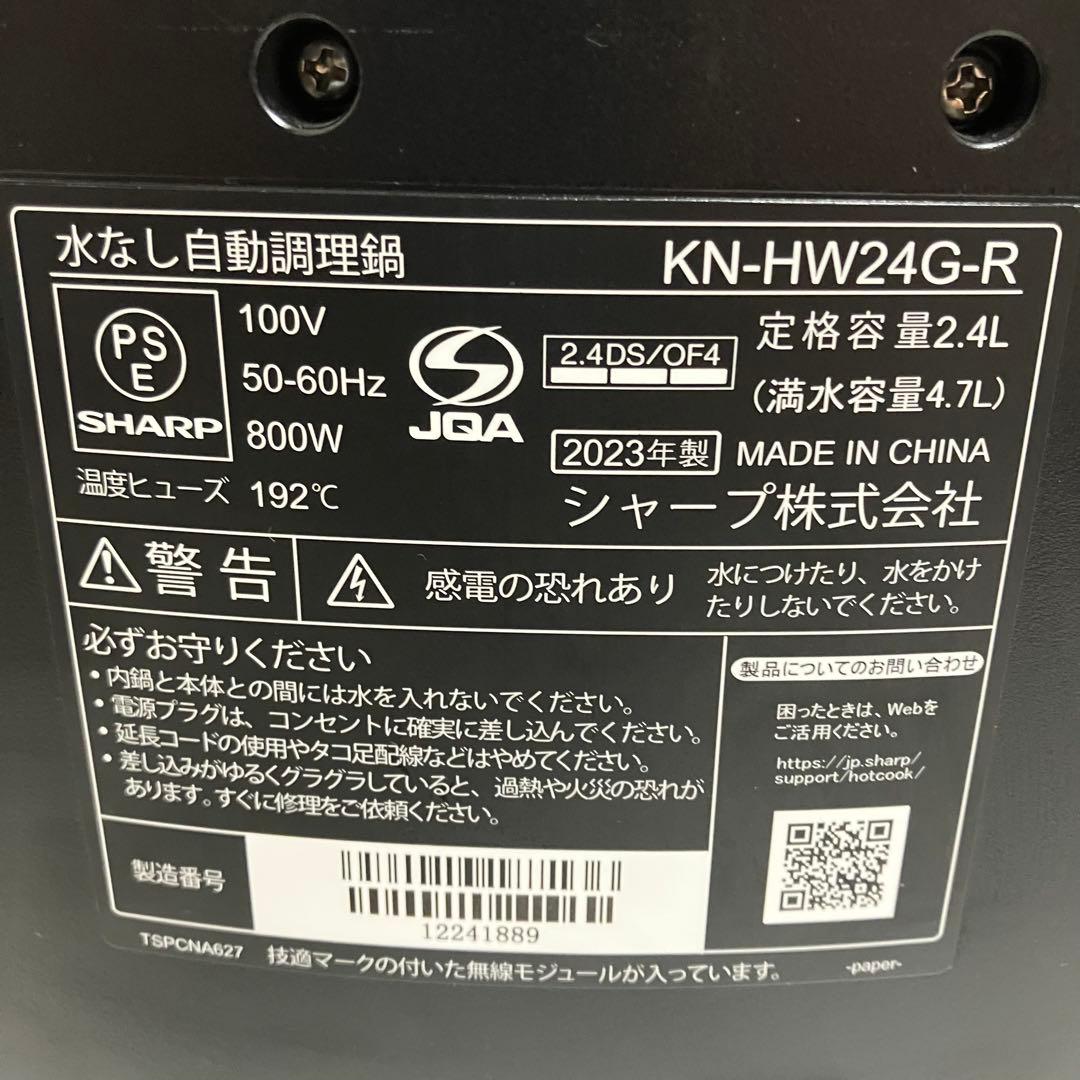 水なし自動調理鍋 KN-HW24G-R
PSE
SHARP
100V
50-60Hz
800W
JQA
2.4DS/OF4
定格容量2.4L
(満水容量4.7L)
2023年製 MADE IN CHINA
温度ヒューズ 192℃
シャープ株式会社
警告
感電の恐れあり
水につけたり、水をかけ
たりしないでください。
必ずお守りください
・内鍋と本体との間には水を入れないでください。
・電源プラグは、コンセントに確実に差し込んでください。
・延長コードの使用やタコ足配線などはやめてください。
・差し込みがゆるくグラグラしていると、過熱や火災の恐れが
あります。すぐに修理をご依頼ください。
製品についてのお問い合わせ
困ったときは、Webを
ご活用ください。
https://jp.sharp/
support/hotcook/
製造番号
12241889
TSPCNA627 技適マークの付いた無線モジュールが入っています。 -paper-